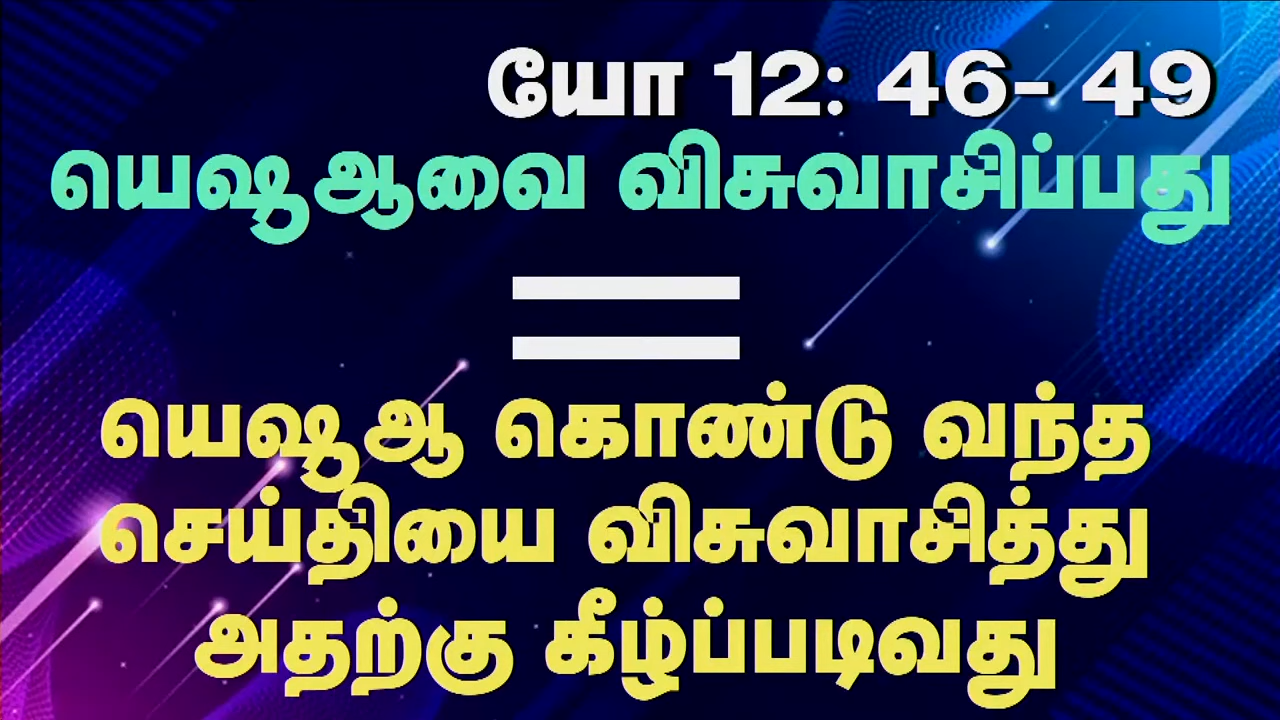 யோ 12: 46- 49
யெஷுஆவை விசுவாசிப்பது
=
யெஷுஆ கொண்டு வந்த
செய்தியை விசுவாசித்து
அதற்கு கீழ்ப்படிவது